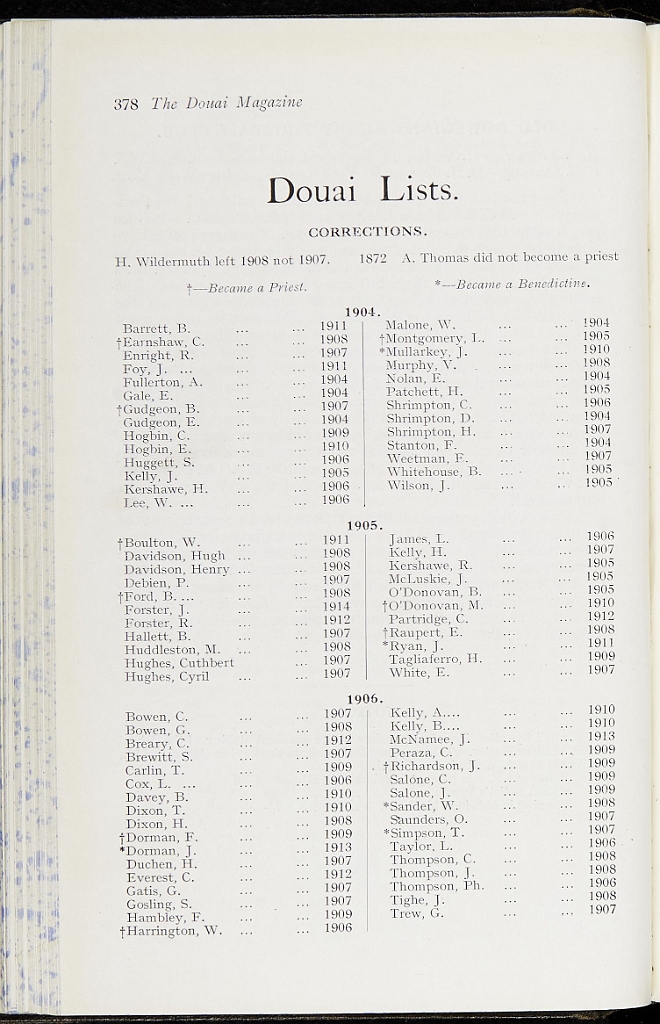 378 The Douai Magazine
Douai Lists.
CORRECTIONS.
H. Wildermuth left 1908 not 1907. 1872 A. Thomas did not become a priest
†—Became a Priest. *—Became a Benedictine.
1904.
Barrett, B. ... ... 1911
†Earnshaw, C. ... ... 1908
Enright, R. ... ... 1907
Foy, J. ... ... ... 1911
Fullerton, A. ... ... 1904
Gale, E. ... ... 1904
†Gudgeon, B. ... ... 1907
Gudgeon, E. ... ... 1904
Hogbin, C. ... ... 1909
Hogbin, E. ... ... 1910
Huggett, S. ... ... 1906
Kelly, J. ... ... 1905
Kershawe, H. ... ... 1906
Lee, W. ... ... ... 1906
Malone, W. ... ... 1904
†Montgomery, L. ... ... 1905
*Mullarkey, J. ... ... 1910
Murphy, V. ... ... 1908
Nolan, E. ... ... 1904
Patchett, H. ... ... 1905
Shrimpton, C. ... ... 1906
Shrimpton, D. ... ... 1904
Shrimpton, H. ... ... 1907
Stanton, F. ... ... 1904
Weetman, F. ... ... 1907
Whitehouse, B. ... ... 1905
Wilson, J. ... ... 1905
1905.
†Boulton, W. ... ... 1911
Davidson, Hugh ... ... 1908
Davidson, Henry ... ... 1908
Debien, P. ... ... 1907
†Ford, B. ... ... ... 1908
Forster, J. ... ... 1914
Forster, R. ... ... 1912
Hallett, B. ... ... 1907
Huddleston, M. ... ... 1908
Hughes, Cuthbert ... 1907
Hughes, Cyril ... ... 1907
James, L. ... ... 1906
Kelly, H. ... ... 1907
Kershawe, R. ... ... 1905
McLuskie, J. ... ... 1905
O'Donovan, B. ... ... 1905
†O'Donovan, M. ... ... 1910
Partridge, C. ... ... 1912
†Raupert, E. ... ... 1908
*Ryan, J. ... ... 1911
Tagliaferro, H. ... ... 1909
White, E. ... ... 1907
1906.
Bowen, C. ... ... 1907
Bowen, G. ... ... 1908
Breary, C. ... ... 1912
Brewitt, S. ... ... 1907
Carlin, T. ... ... 1909
Cox, L. ... ... ... 1906
Davey, B. ... ... 1910
Dixon, T. ... ... 1910
Dixon, H. ... ... 1908
†Dorman, F. ... ... 1909
*Dorman, J. ... ... 1913
Duchen, H. ... ... 1907
Everest, C. ... ... 1912
Gatis, G. ... ... 1907
Gosling, S. ... ... 1907
Hambley, F. ... ... 1909
†Harrington, W. ... ... 1906
Kelly, A.... ... ... 1910
Kelly, B.... ... ... 1910
McNamee, J. ... ... 1913
Peraza, C. ... ... 1909
†Richardson, J. ... ... 1909
Salone, C. ... ... 1909
Salone, J. ... ... 1909
*Sander, W. ... ... 1908
Saunders, O. ... ... 1907
*Simpson, T. ... ... 1907
Taylor, L. ... ... 1906
Thompson, C. ... ... 1908
Thompson, J. ... ... 1908
Thompson, Ph. ... ... 1906
Tighe, J. ... ... 1908
Trew, G. ... ... 1907